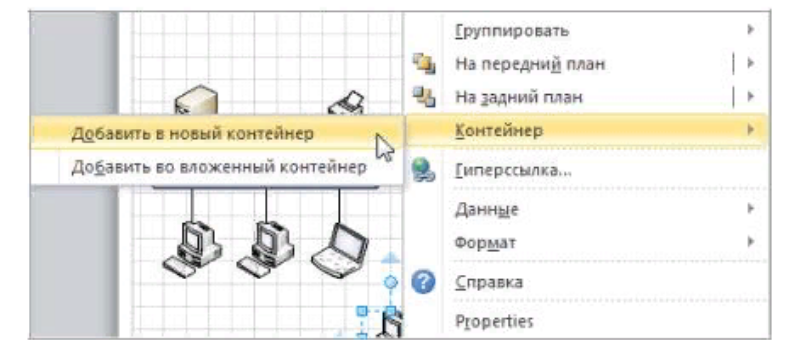 Группировать
На передний план
На задний план
Добавить в новый контейнер
Контейнер
Добавить во вложенный контейнер
Гиперссылка...
Данные
Формат
Справка
Properties